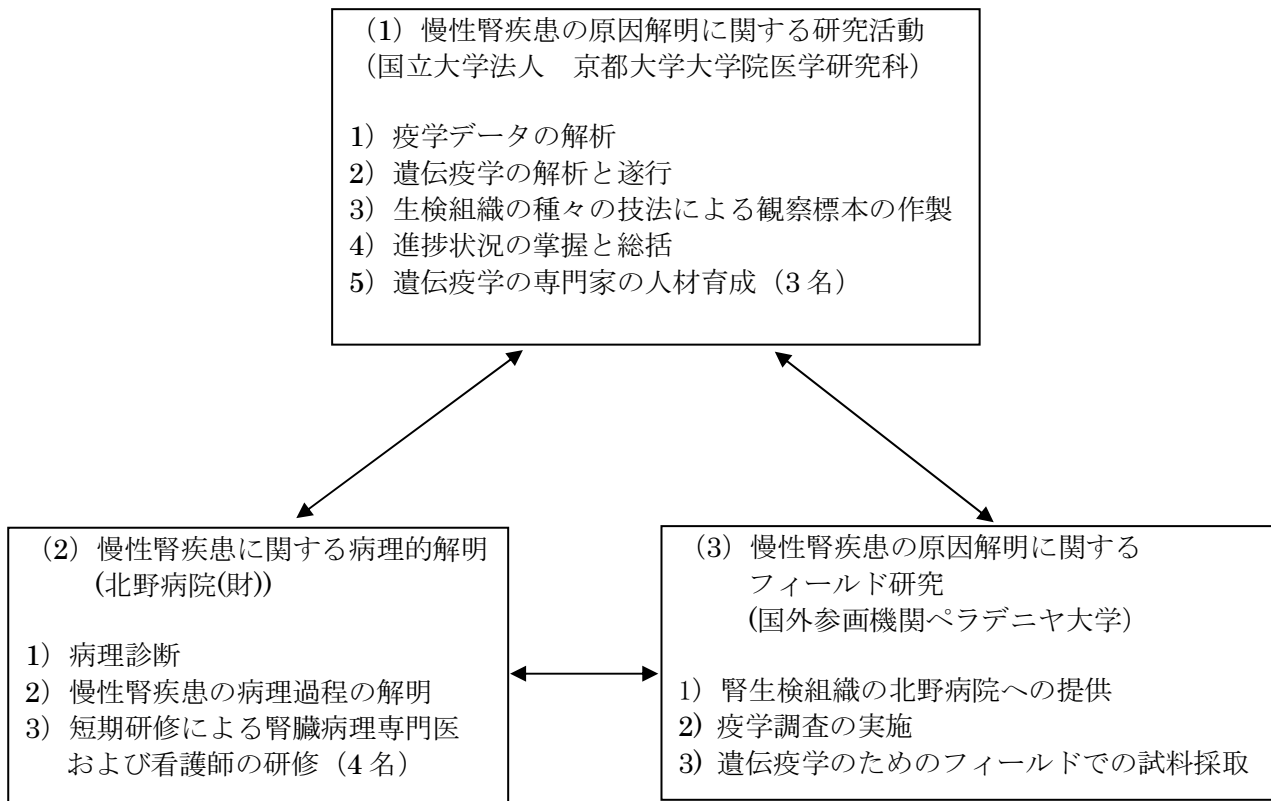 （1）慢性腎疾患の原因解明に関する研究活動
（国立大学法人　京都大学大学院医学研究科）
1）疫学データの解析
2）遺伝疫学の解析と遂行
3）生検組織の種々の技法による観察標本の作製
4）進捗状況の掌握と総括
5）遺伝疫学の専門家の人材育成（3 名）
（2）慢性腎疾患に関する病理的解明
(北野病院(財))
1）病理診断
2）慢性腎疾患の病理過程の解明
3）短期研修による腎臓病理専門医
および看護師の研修（4 名）
（3）慢性腎疾患の原因解明に関する
フィールド研究
(国外参画機関ペラデニヤ大学）
1）腎生検組織の北野病院への提供
2) 疫学調査の実施
3) 遺伝疫学のためのフィールドでの試料採取